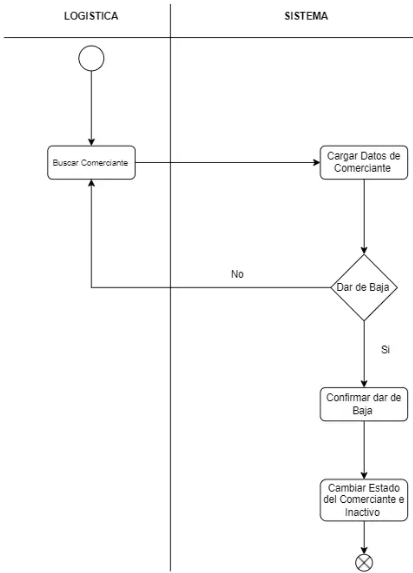 LOGISTICA
SISTEMA
Buscar Comerciante
Cargar Datos de
Comerciante
No
Dar de Baja
Si
Confirmar dar de
Baja
Cambiar Estado
del Comerciante e
Inactivo